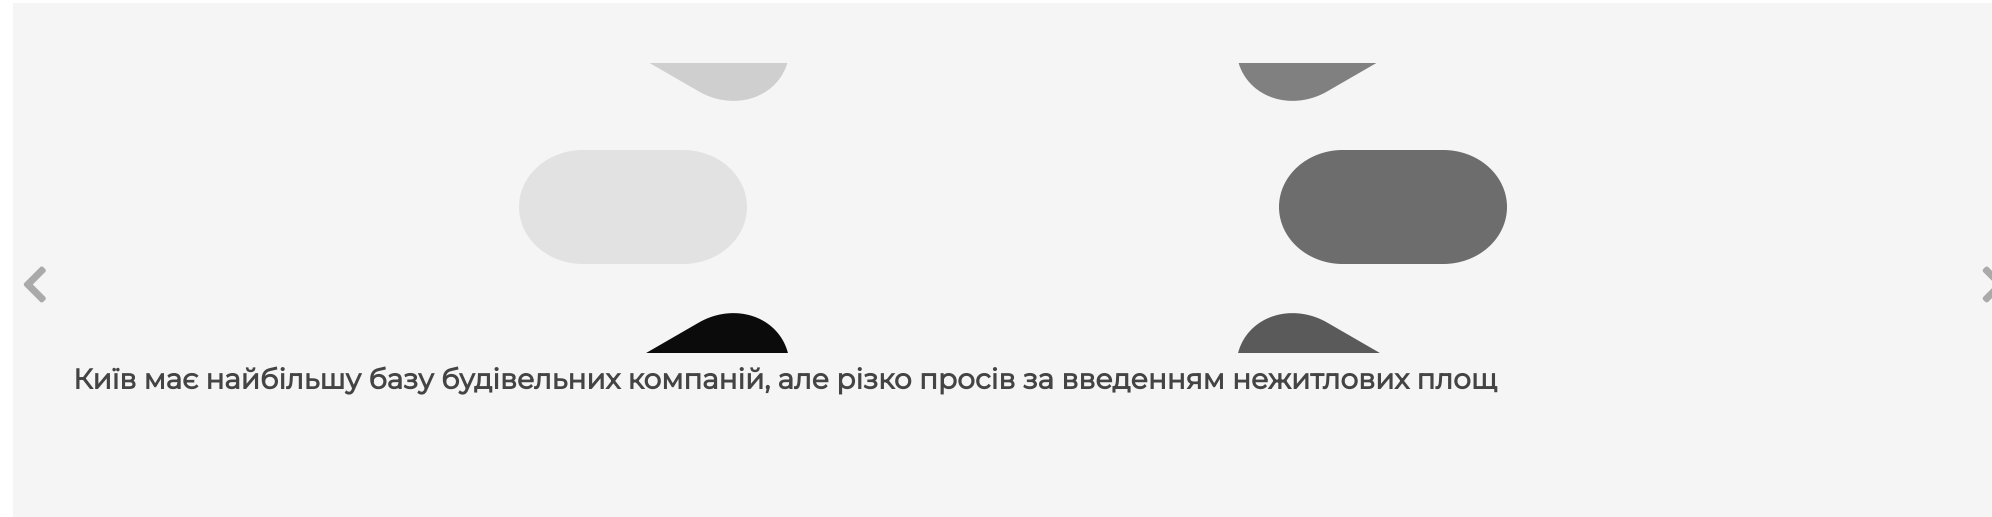 Київ має найбільшу базу будівельних компаній, але різко просів за введенням нежитлових площ